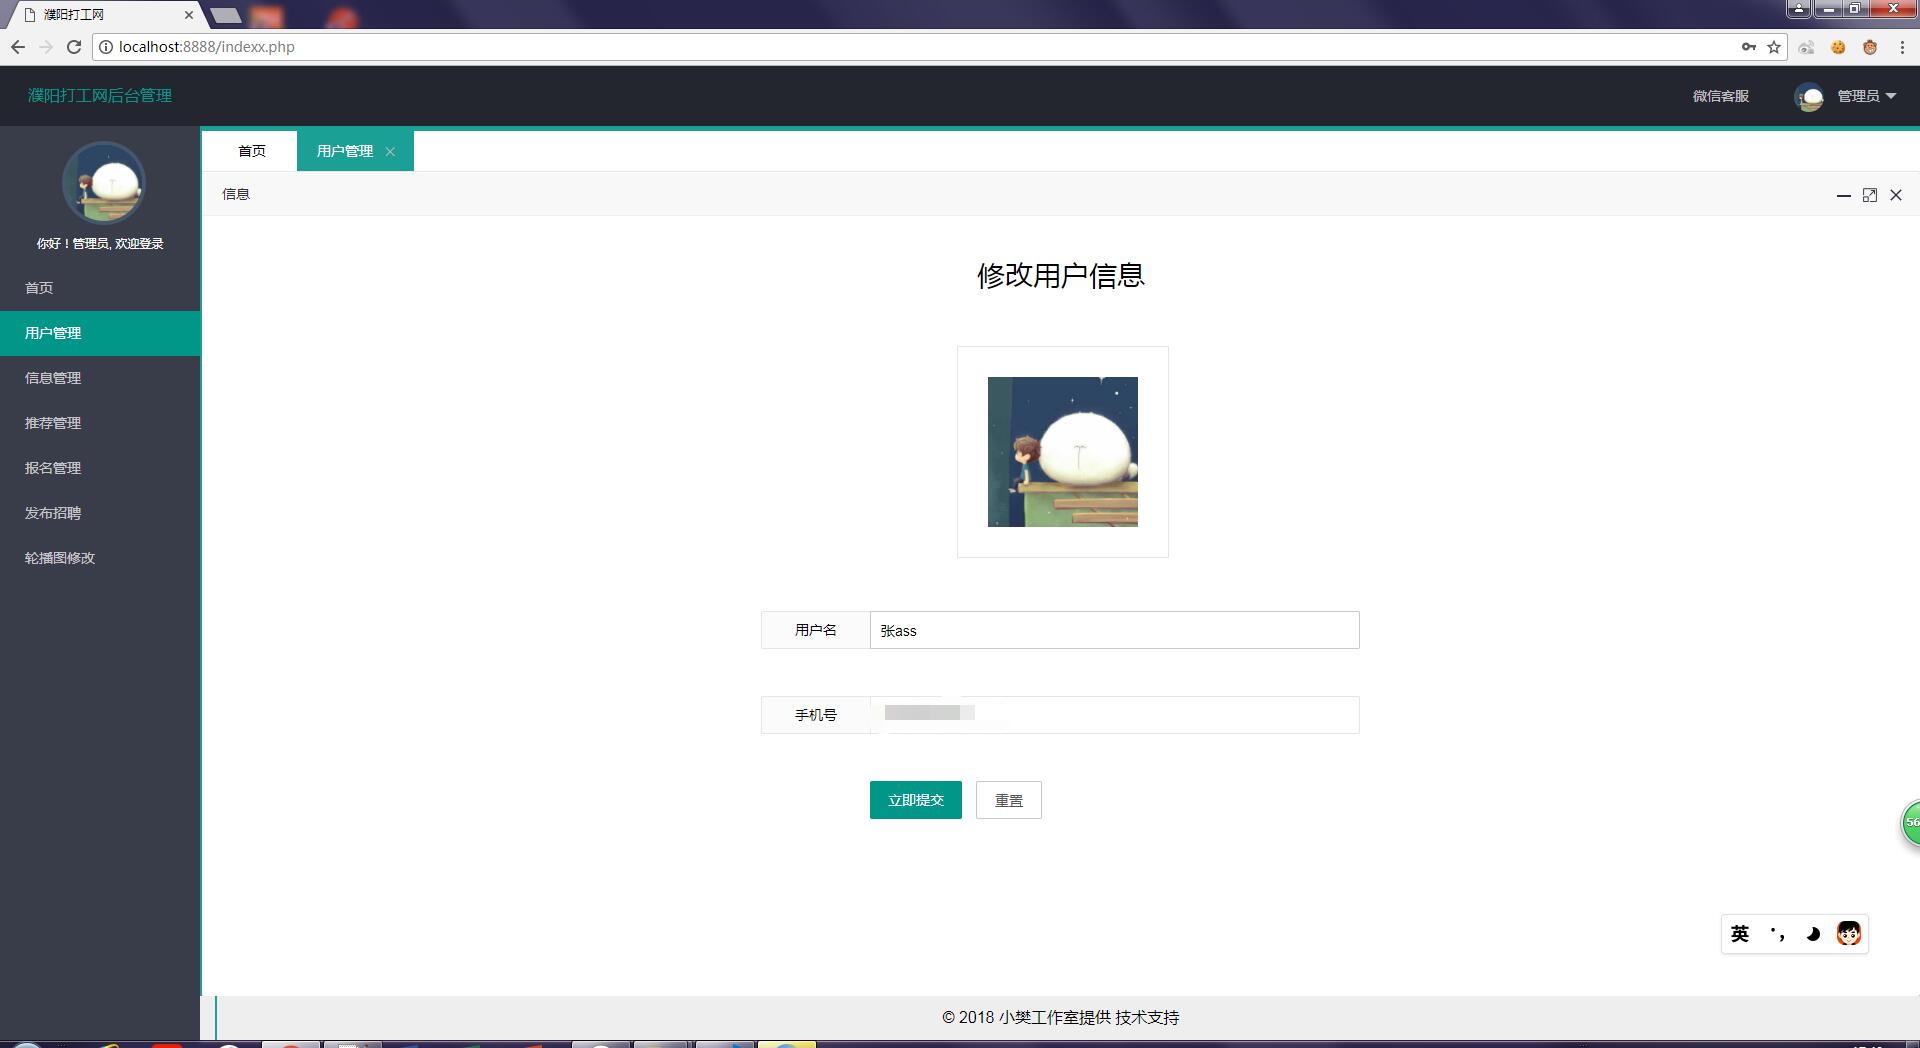 濮阳打工网
localhost:8888/indexx.php
濮阳打工网后台管理
微信客服
管理员
你好！管理员, 欢迎登录
首页
用户管理
信息管理
推荐管理
报名管理
发布招聘
轮播图修改
首页
用户管理
信息
修改用户信息
用户名
张ass
手机号
立即提交
重置
56
英
© 2018 小樊工作室提供 技术支持